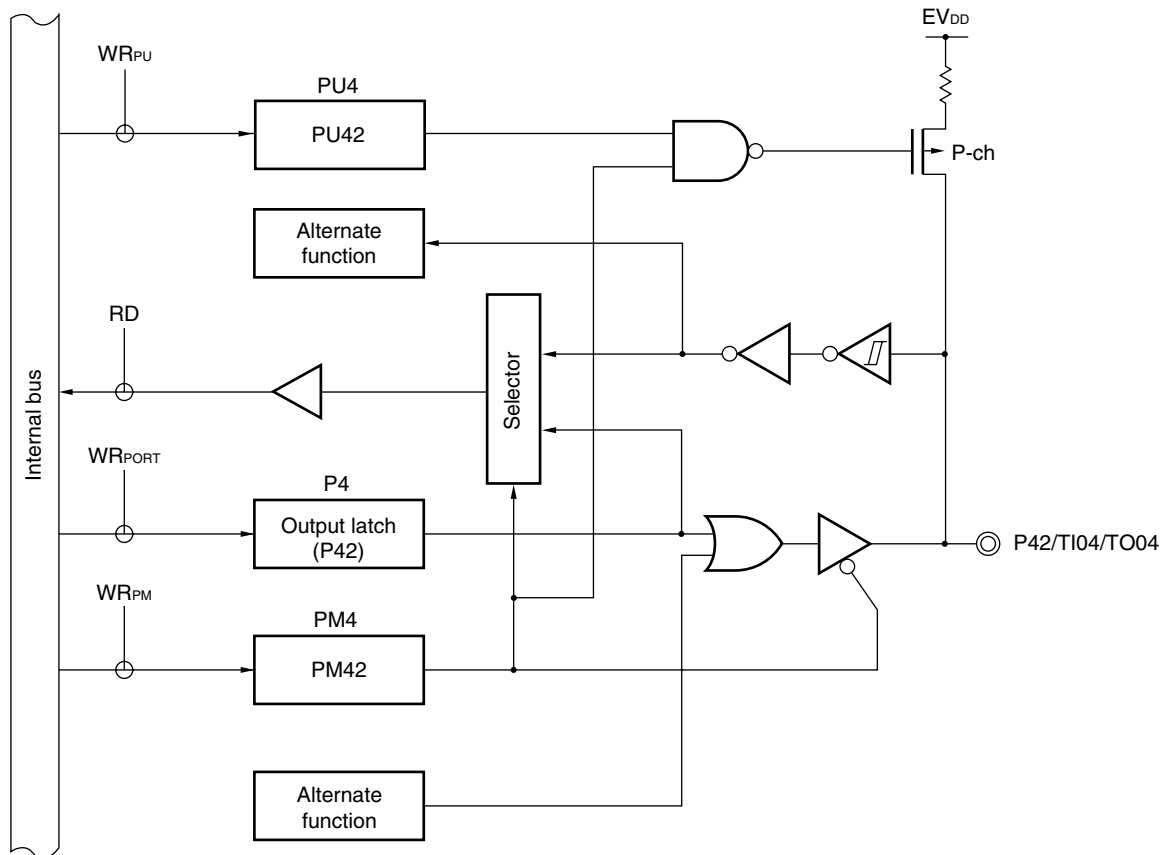 EVDD
WRPU
PU4
PU42
P-ch
Alternate
function
RD
Selector
Internal bus
WRPORT
P4
Output latch
(P42)
P42/TI04/TO04
WRPM
PM4
PM42
Alternate
function